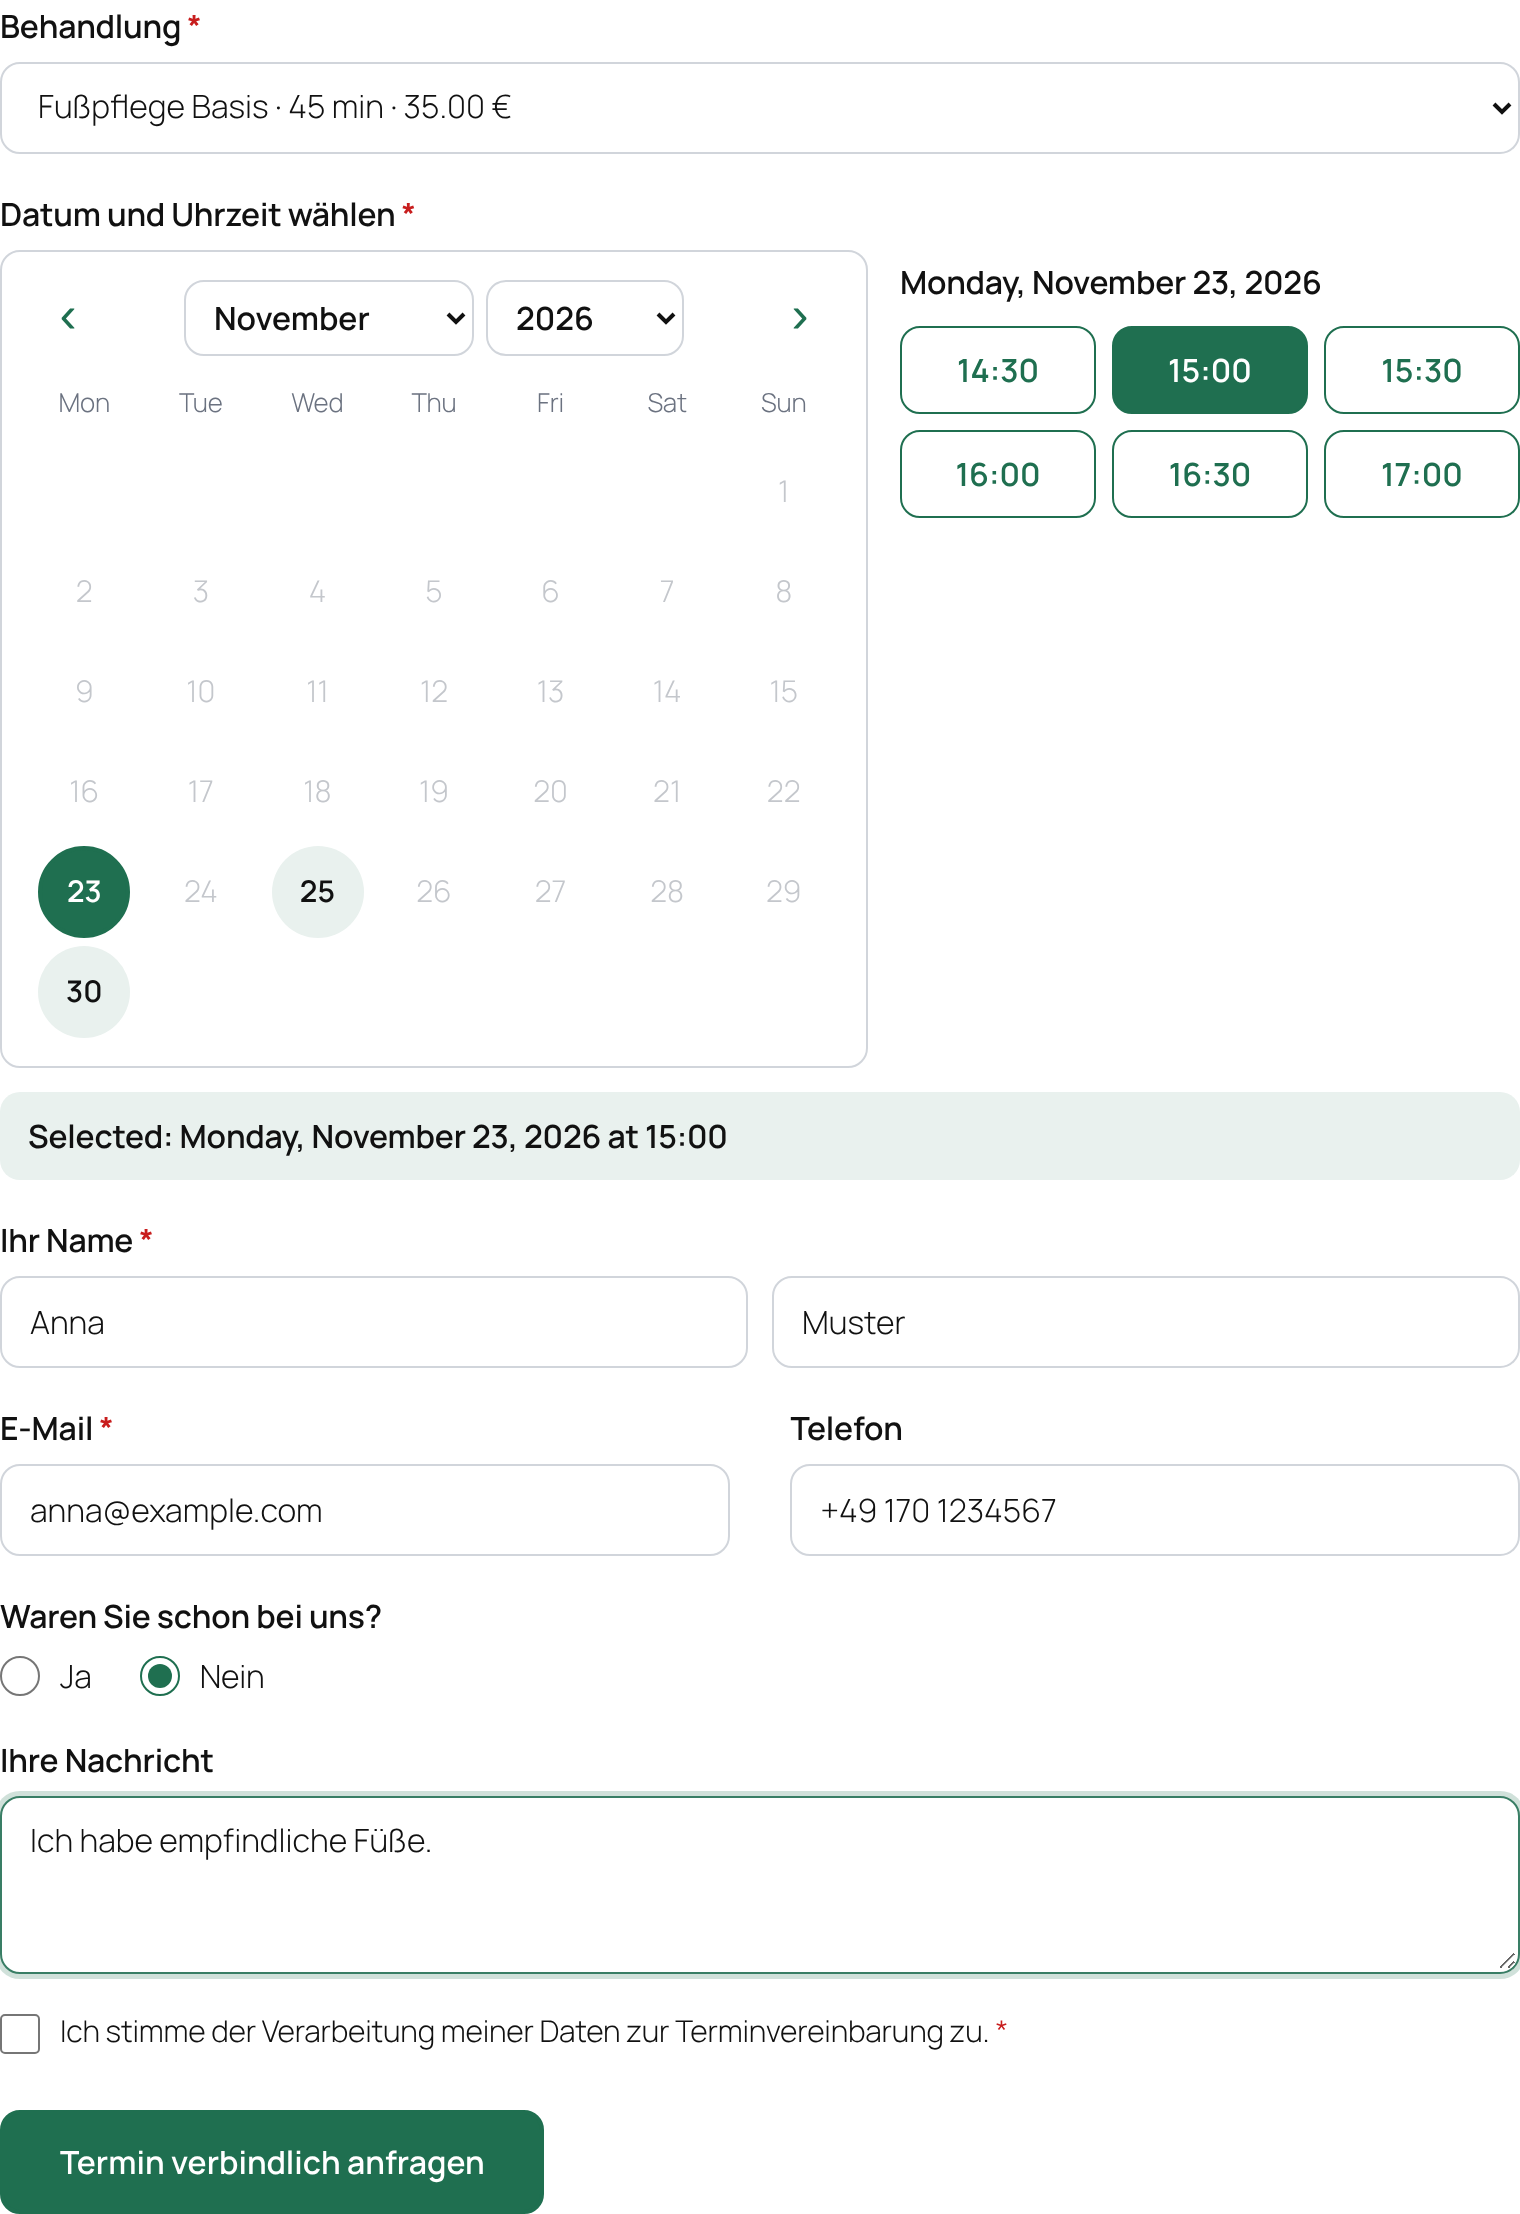 Behandlung *
Fußpflege Basis · 45 min · 35.00 €
Datum und Uhrzeit wählen *
November 2026
Mon Tue Wed Thu Fri Sat Sun
1
2 3 4 5 6 7 8
9 10 11 12 13 14 15
16 17 18 19 20 21 22
23 24 25 26 27 28 29
30
Monday, November 23, 2026
14:30 15:00 15:30
16:00 16:30 17:00
Selected: Monday, November 23, 2026 at 15:00
Ihr Name *
Anna Muster
E-Mail * Telefon
anna@example.com +49 170 1234567
Waren Sie schon bei uns?
Ja Nein
Ihre Nachricht
Ich habe empfindliche Füße.
Ich stimme der Verarbeitung meiner Daten zur Terminvereinbarung zu. *
Termin verbindlich anfragen